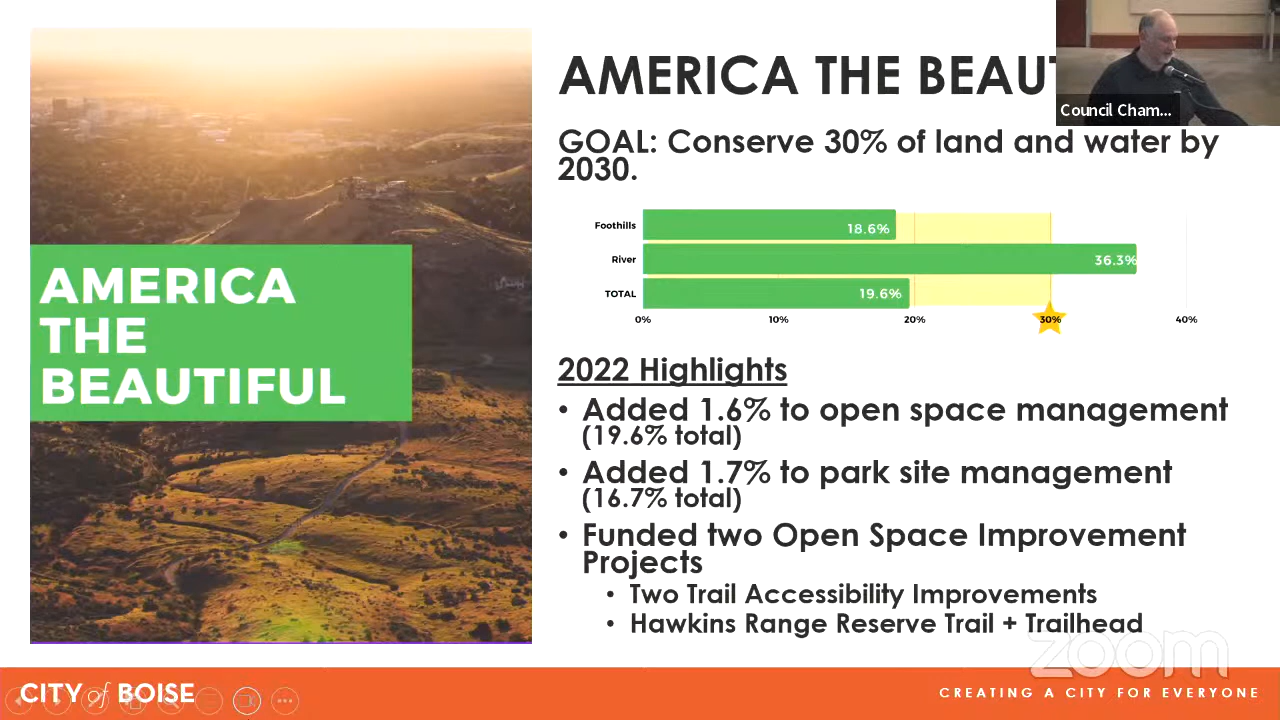 AMERICA THE BEAUT
Council Cham...
GOAL: Conserve 30% of land and water by
2030.
AMERICA
THE
BEAUTIFUL
Foothills
18.6%
River
36.3%
TOTAL
19.6%
0%
10%
20%
30%
40%
2022 Highlights
• Added 1.6% to open space management
(19.6% total)
• Added 1.7% to park site management
(16.7% total)
• Funded two Open Space Improvement
Projects
• Two Trail Accessibility Improvements
• Hawkins Range Reserve Trail + Trailhead
zoom
CITY of BOISE
CREATING A CITY FOR EVERYONE